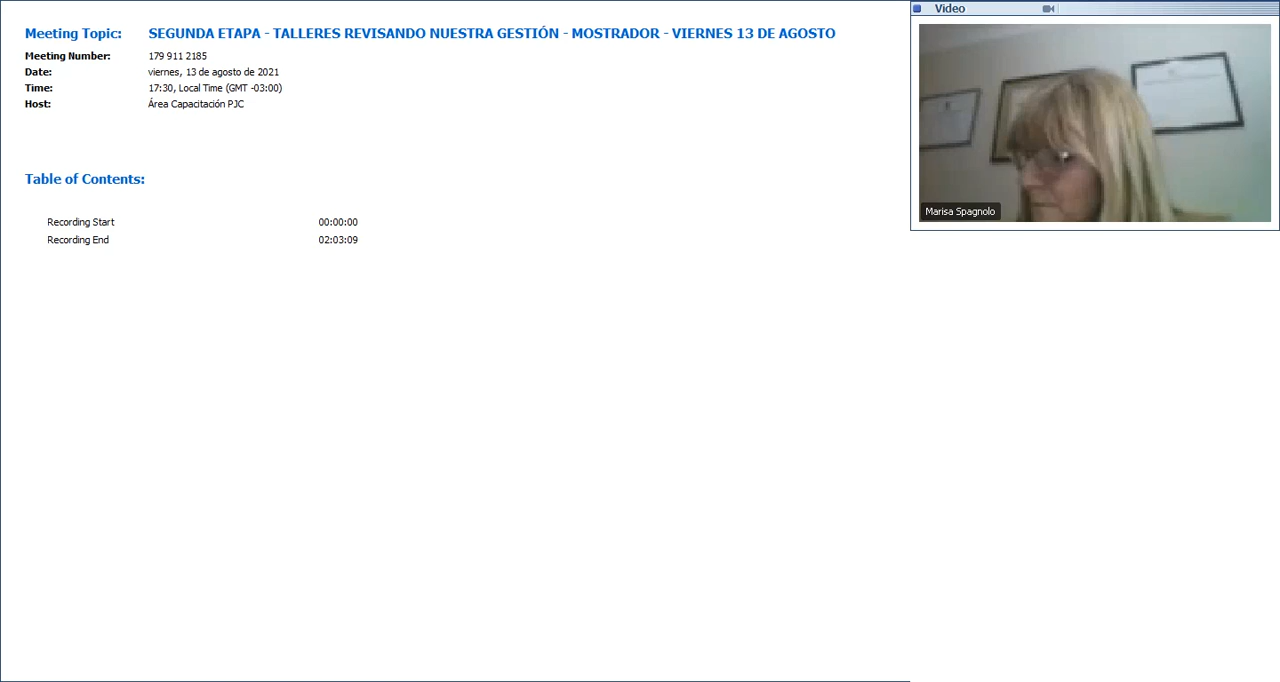 Meeting Topic: SEGUNDA ETAPA - TALLERES REVISANDO NUESTRA GESTIÓN - MOSTRADOR - VIERNES 13 DE AGOSTO
Meeting Number: 179 911 2185
Date: viernes, 13 de agosto de 2021
Time: 17:30, Local Time (GMT -03:00)
Host: Área Capacitación PJC
Table of Contents:
Recording Start 00:00:00
Recording End 02:03:09
Video
Marisa Spagnolo